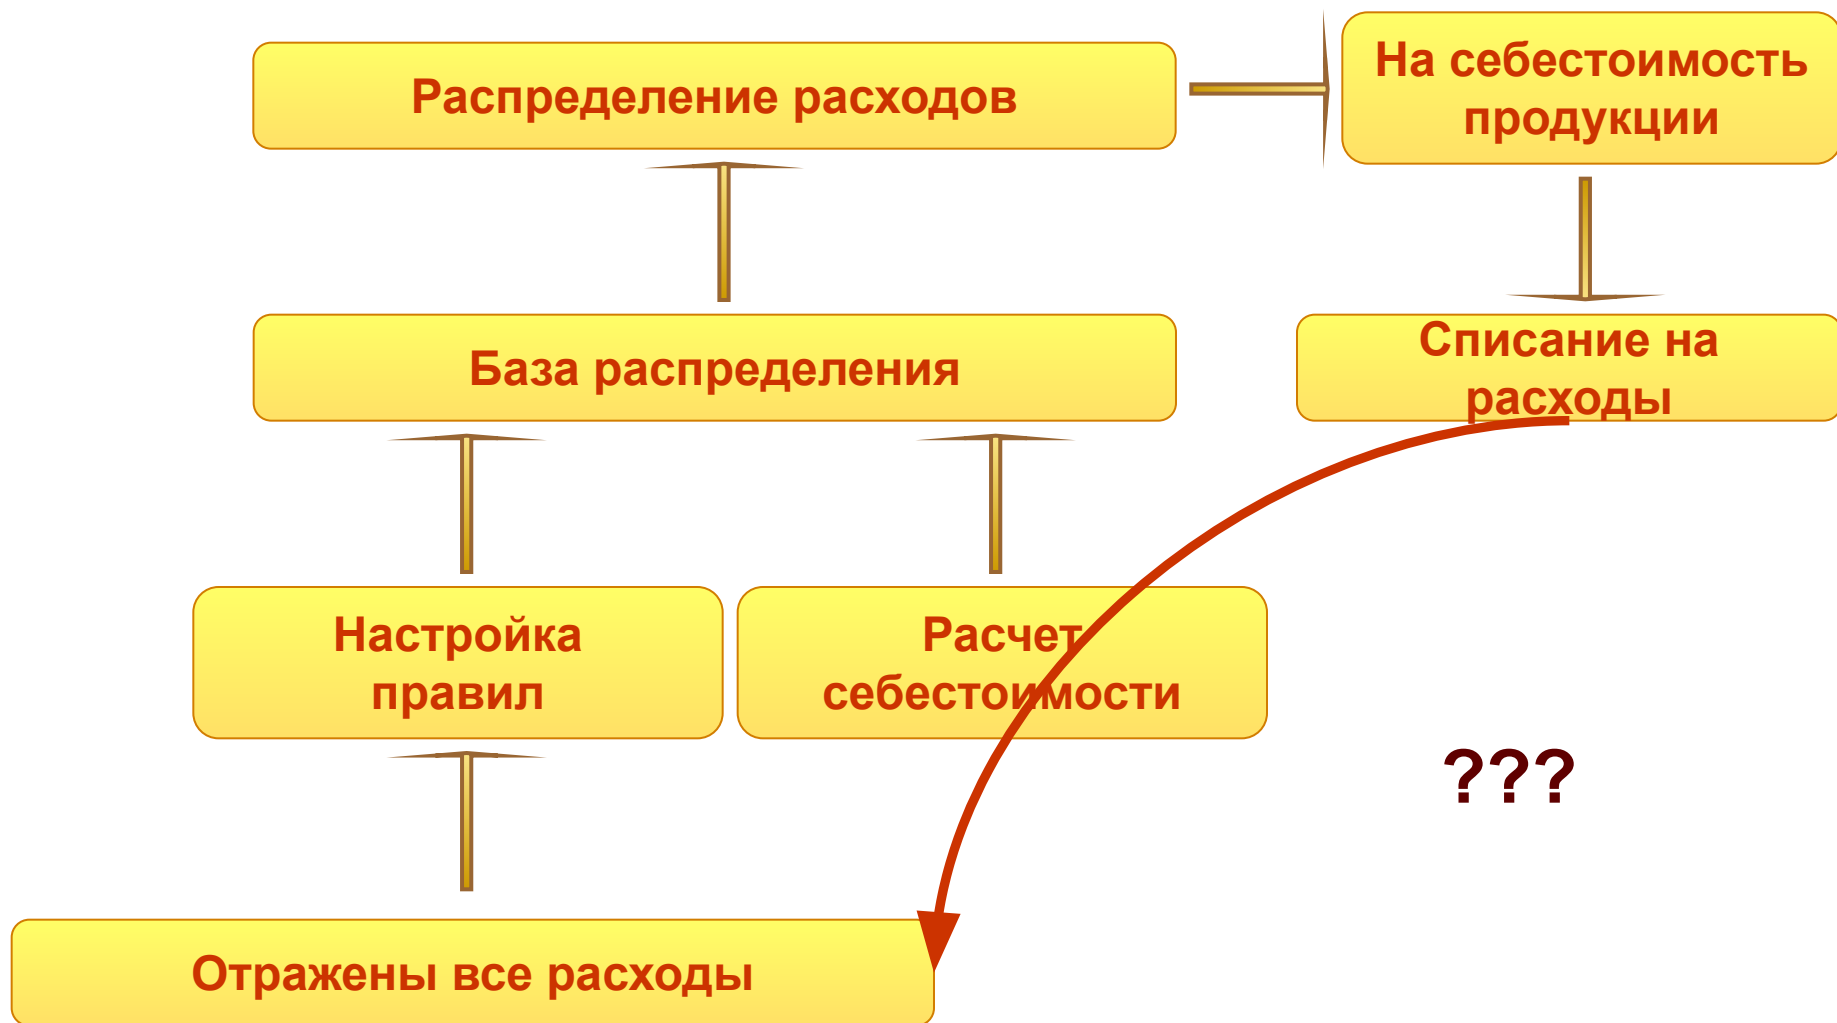 Распределение расходов
На себестоимость
продукции
База распределения
Списание на
расходы
Настройка
правил
Расчет
себестоимости
???
Отражены все расходы